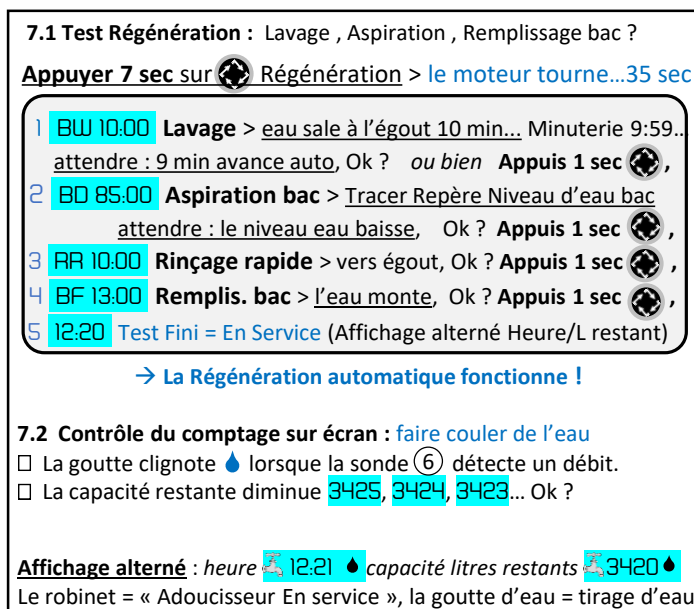 7.1 Test Régénération : Lavage , Aspiration , Remplissage bac ?
Appuyer 7 sec sur Régénération > le moteur tourne...35 sec
1 BW 10:00 Lavage > eau sale à l'égout 10 min... Minuterie 9:59..
attendre : 9 min avance auto, Ok ? ou bien Appuis 1 sec ,
2 BD 85:00 Aspiration bac > Tracer Repère Niveau d'eau bac
attendre : le niveau eau baisse, Ok ? Appuis 1 sec ,
3 RR 10:00 Rinçage rapide > vers égout, Ok ? Appuis 1 sec ,
4 BF 13:00 Remplis. bac > l'eau monte, Ok ? Appuis 1 sec ,
5 12:20 Test Fini = En Service (Affichage alterné Heure/L restant)
→ La Régénération automatique fonctionne !
7.2 Contrôle du comptage sur écran : faire couler de l'eau
☐ La goutte clignote lorsque la sonde 6 détecte un débit.
☐ La capacité restante diminue 3425, 3424, 3423... Ok ?
Affichage alterné : heure 12:21 capacité litres restants 3420
Le robinet = « Adoucisseur En service », la goutte d'eau = tirage d'eau